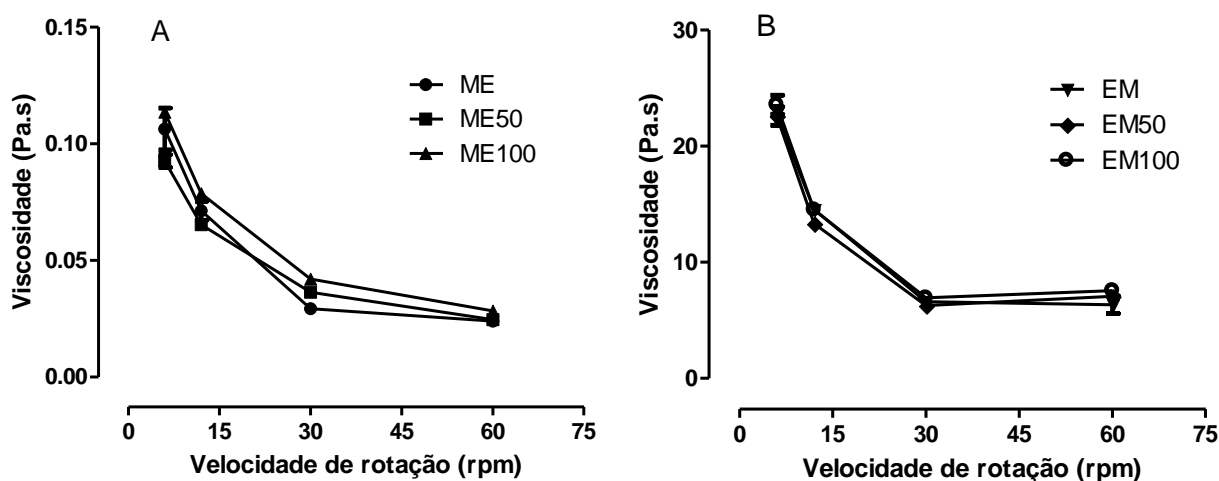 A
Viscosidade (Pa.s)
0.15
0.10
0.05
0.00
ME
ME50
ME100
0 15 30 45 60 75
Velocidade de rotação (rpm)
B
Viscosidade (Pa.s)
30
20
10
0
EM
EM50
EM100
0 15 30 45 60 75
Velocidade de rotação (rpm)